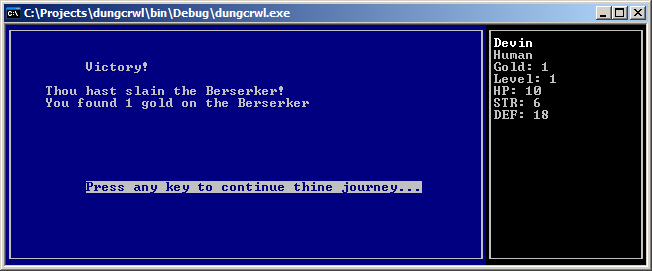 C:\Projects\dungcrwl\bin\Debug\dungcrwl.exe
Victory!
Thou hast slain the Berserker!
You found 1 gold on the Berserker
Press any key to continue thine journey...
Devin
Human
Gold: 1
Level: 1
HP: 10
STR: 6
DEF: 18